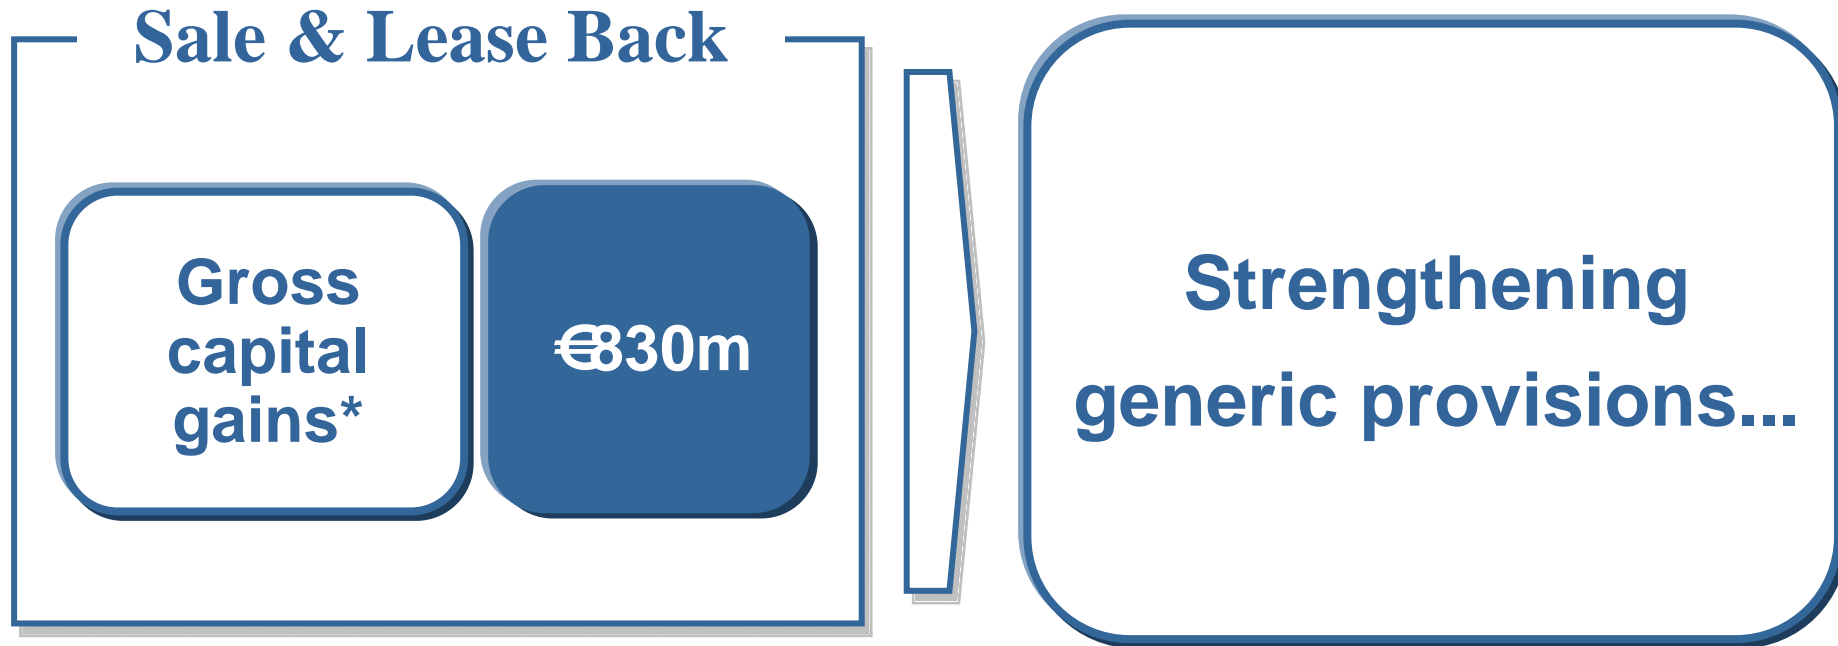 Sale & Lease Back
Gross
capital
gains*
€830m
Strengthening
generic provisions...